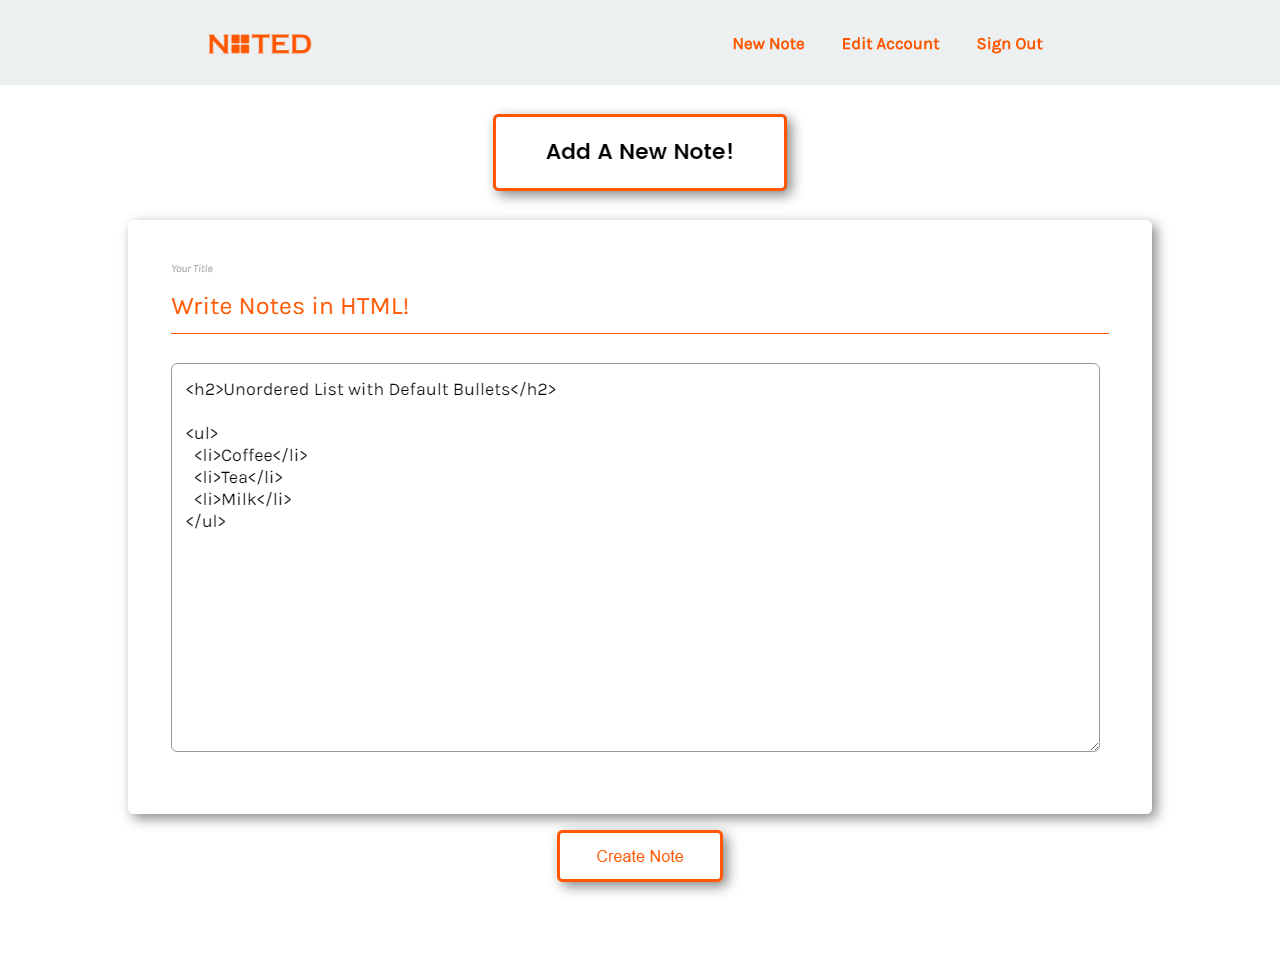 NOTED
New Note
Edit Account
Sign Out
Add A New Note!
Your Title
Write Notes in HTML!
<h2>Unordered List with Default Bullets</h2>
<ul>
  <li>Coffee</li>
  <li>Tea</li>
  <li>Milk</li>
</ul>
Create Note